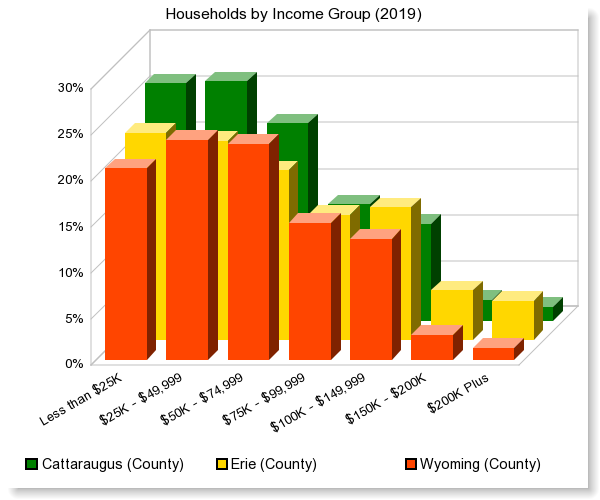 Households by Income Group (2019)
30%
25%
20%
15%
10%
5%
0%
Less than $25K
$25K - $49,999
$50K - $74,999
$75K - $99,999
$100K - $149,999
$150K - $200K
$200K Plus
Cattaraugus (County) Erie (County) Wyoming (County)